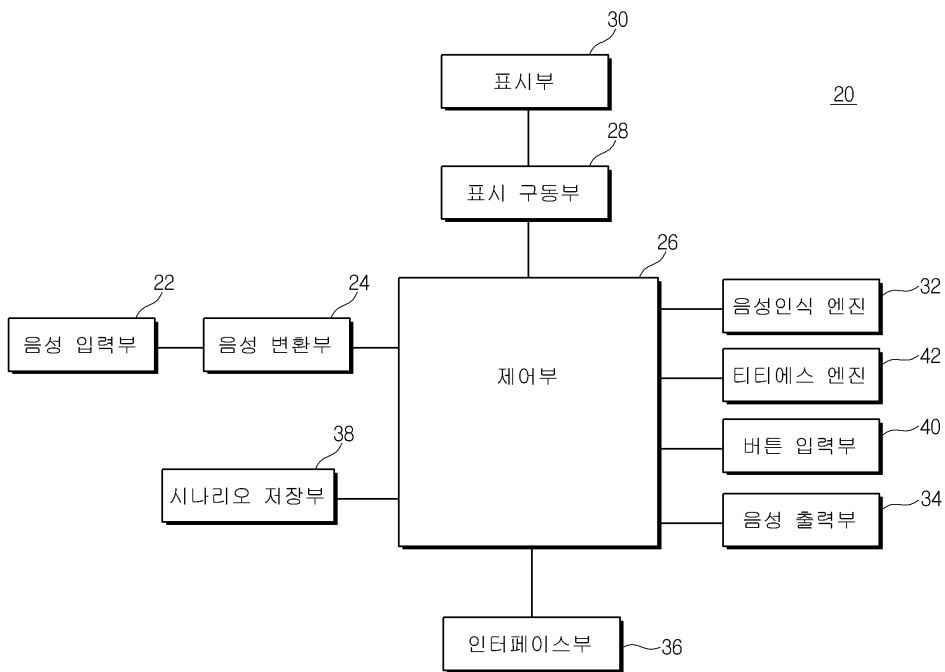 30
표시부
20
28
표시 구동부
26
22
24
32
음성 입력부
음성 변환부
제어부
음성인식 엔진
42
티티에스 엔진
38
40
시나리오 저장부
버튼 입력부
34
음성 출력부
인터페이스부
36